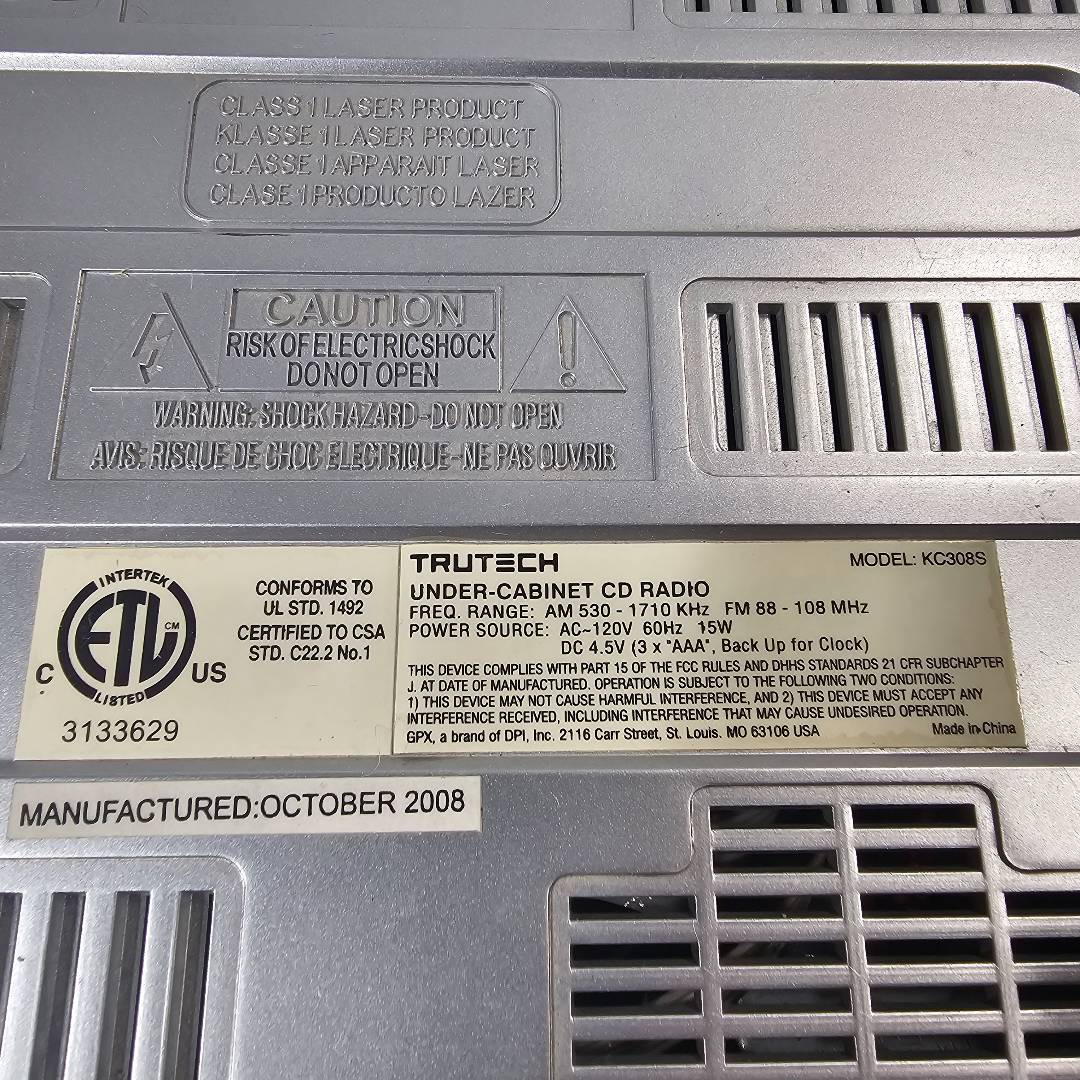 CLASS 1 LASER PRODUCT
KLASSE 1 LASER PRODUCT
CLASSE 1 APPARAIT LASER
CLASE 1 PRODUCTO LAZER
CAUTION
RISK OF ELECTRIC SHOCK
DO NOT OPEN
WARNING: SHOCK HAZARD-DO NOT OPEN
AVIS: RISQUE DE CHOC ELECTRIQUE-NE PAS OUVRIR
INTERTEK
ETL CM
LISTED
C US
3133629
CONFORMS TO
UL STD. 1492
CERTIFIED TO CSA
STD. C22.2 No.1
TRUTECH MODEL: KC308S
UNDER-CABINET CD RADIO
FREQ. RANGE: AM 530 - 1710 KHz FM 88 - 108 MHz
POWER SOURCE: AC~120V 60Hz 15W
DC 4.5V (3 x "AAA", Back Up for Clock)
THIS DEVICE COMPLIES WITH PART 15 OF THE FCC RULES AND DHHS STANDARDS 21 CFR SUBCHAPTER
J. AT DATE OF MANUFACTURED. OPERATION IS SUBJECT TO THE FOLLOWING TWO CONDITIONS:
1) THIS DEVICE MAY NOT CAUSE HARMFUL INTERFERENCE, AND 2) THIS DEVICE MUST ACCEPT ANY
INTERFERENCE RECEIVED, INCLUDING INTERFERENCE THAT MAY CAUSE UNDESIRED OPERATION.
GPX, a brand of DPI, Inc. 2116 Carr Street, St. Louis. MO 63106 USA Made in China
MANUFACTURED:OCTOBER 2008